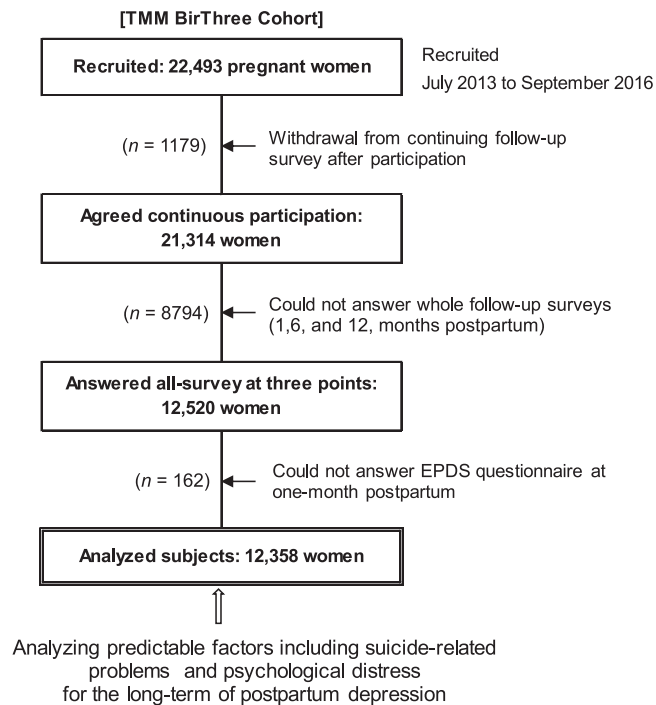 [TMM BirThree Cohort]
Recruited: 22,493 pregnant women
Recruited
July 2013 to September 2016
(n = 1179)
Withdrawal from continuing follow-up
survey after participation
Agreed continuous participation:
21,314 women
(n = 8794)
Could not answer whole follow-up surveys
(1,6, and 12, months postpartum)
Answered all-survey at three points:
12,520 women
(n = 162)
Could not answer EPDS questionnaire at
one-month postpartum
Analyzed subjects: 12,358 women
Analyzing predictable factors including suicide-related
problems and psychological distress
for the long-term of postpartum depression